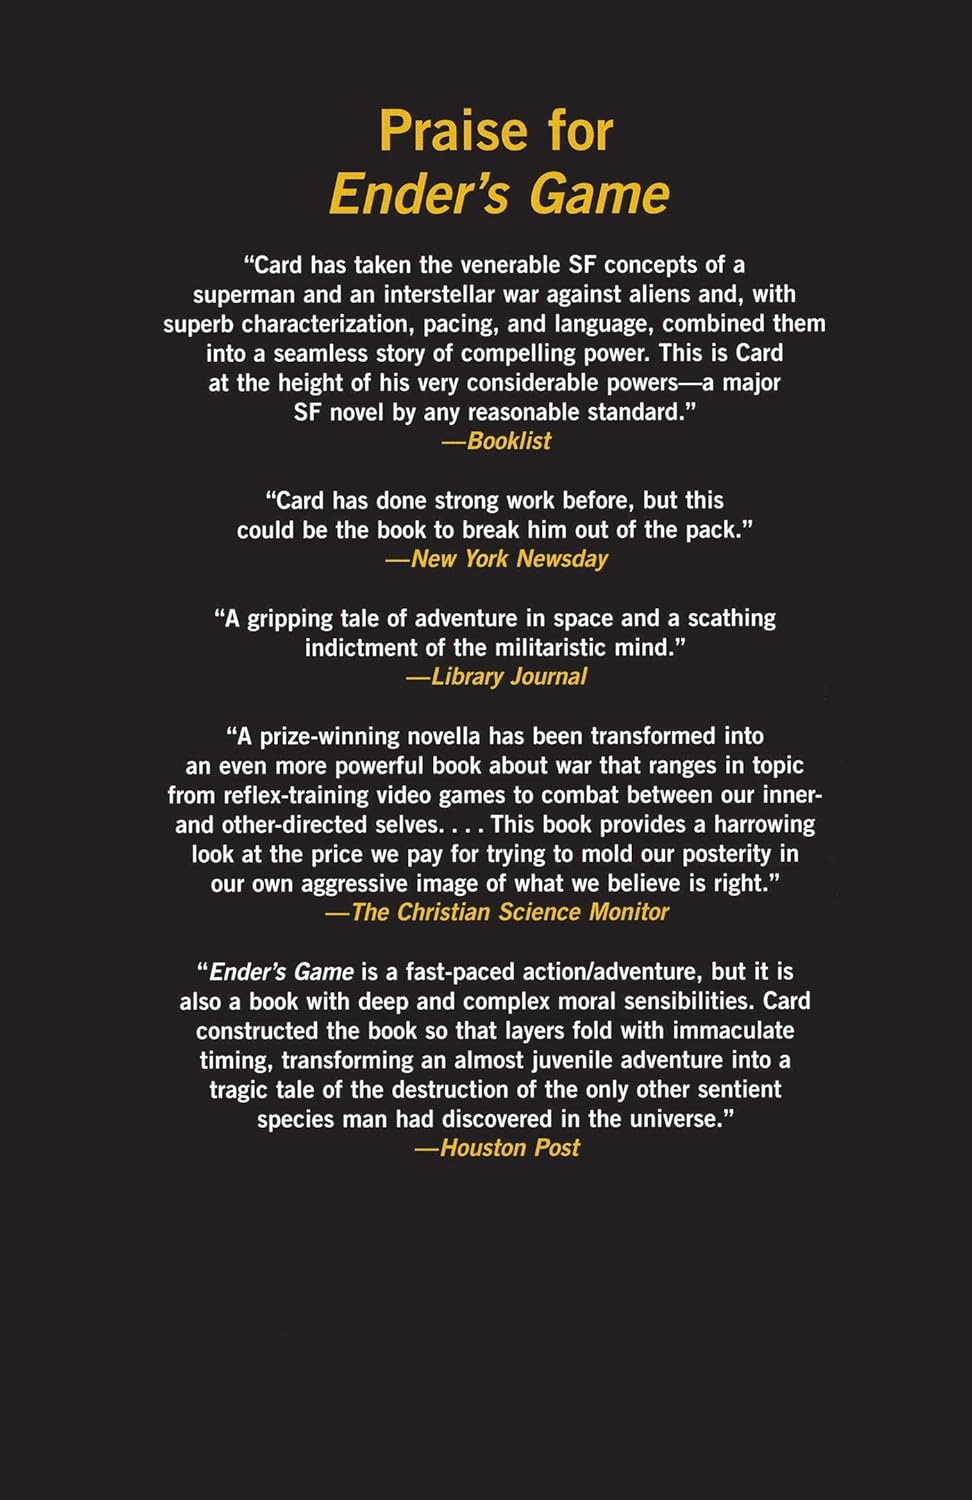 Praise for
Ender's Game
“Card has taken the venerable SF concepts of a
superman and an interstellar war against aliens and, with
superb characterization, pacing, and language, combined them
into a seamless story of compelling power. This is Card
at the height of his very considerable powers—a major
SF novel by any reasonable standard.”
—Booklist
“Card has done strong work before, but this
could be the book to break him out of the pack.”
—New York Newsday
“A gripping tale of adventure in space and a scathing
indictment of the militaristic mind.”
—Library Journal
“A prize-winning novella has been transformed into
an even more powerful book about war that ranges in topic
from reflex-training video games to combat between our inner-
and other-directed selves. . . . This book provides a harrowing
look at the price we pay for trying to mold our posterity in
our own aggressive image of what we believe is right.”
—The Christian Science Monitor
“Ender’s Game is a fast-paced action/adventure, but it is
also a book with deep and complex moral sensibilities. Card
constructed the book so that layers fold with immaculate
timing, transforming an almost juvenile adventure into a
tragic tale of the destruction of the only other sentient
species man had discovered in the universe.”
—Houston Post